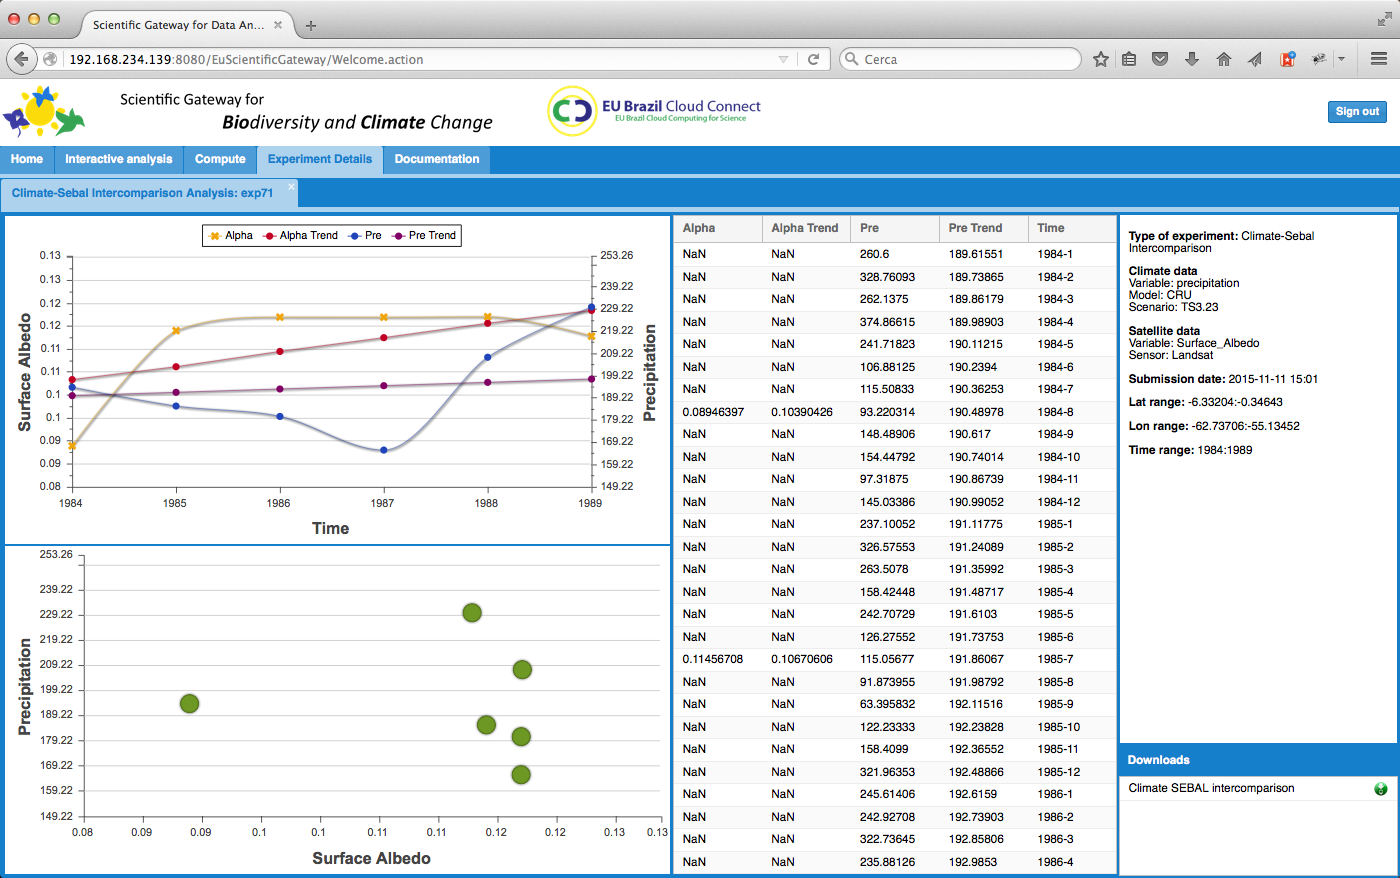 Scientific Gateway for Data An...
192.168.234.139:8080/EuScientificGateway/Welcome.action
Cerca
Scientific Gateway for
Biodiversity and Climate Change
EU Brazil Cloud Connect
EU Brazil Cloud Computing for Science
Sign out
Home Interactive analysis Compute Experiment Details Documentation
Climate-Sebal Intercomparison Analysis: exp71
Alpha Alpha Trend Pre Pre Trend
0.13
0.13
0.12
0.12
0.11
0.11
0.1
0.1
0.09
0.09
0.08
Surface Albedo
253.26
239.22
229.22
219.22
209.22
199.22
189.22
179.22
169.22
159.22
149.22
Precipitation
1984 1985 1986 1987 1988 1989
Time
253.26
239.22
229.22
219.22
209.22
199.22
189.22
179.22
169.22
159.22
149.22
Precipitation
0.08 0.09 0.09 0.1 0.1 0.11 0.11 0.12 0.12 0.13 0.13
Surface Albedo
Alpha Alpha Trend Pre Pre Trend Time
NaN NaN 260.6 189.61551 1984-1
NaN NaN 328.76093 189.73865 1984-2
NaN NaN 262.1375 189.86179 1984-3
NaN NaN 374.86615 189.98903 1984-4
NaN NaN 241.71823 190.11215 1984-5
NaN NaN 106.88125 190.2394 1984-6
NaN NaN 115.50833 190.36253 1984-7
0.08946397 0.10390426 93.220314 190.48978 1984-8
NaN NaN 148.48906 190.617 1984-9
NaN NaN 154.44792 190.74014 1984-10
NaN NaN 97.31875 190.86739 1984-11
NaN NaN 145.03386 190.99052 1984-12
NaN NaN 237.10052 191.11775 1985-1
NaN NaN 326.57553 191.24089 1985-2
NaN NaN 263.5078 191.35992 1985-3
NaN NaN 158.42448 191.48717 1985-4
NaN NaN 242.70729 191.6103 1985-5
NaN NaN 126.27552 191.73753 1985-6
0.11456708 0.10670606 115.05677 191.86067 1985-7
NaN NaN 91.873955 191.98792 1985-8
NaN NaN 63.395832 192.11516 1985-9
NaN NaN 122.23333 192.23828 1985-10
NaN NaN 158.4099 192.36552 1985-11
NaN NaN 321.96353 192.48866 1985-12
NaN NaN 245.61406 192.6159 1986-1
NaN NaN 242.92708 192.73903 1986-2
NaN NaN 322.73645 192.85806 1986-3
NaN NaN 235.88126 192.9853 1986-4
Type of experiment: Climate-Sebal
Intercomparison
Climate data
Variable: precipitation
Model: CRU
Scenario: TS3.23
Satellite data
Variable: Surface_Albedo
Sensor: Landsat
Submission date: 2015-11-11 15:01
Lat range: -6.33204:-0.34643
Lon range: -62.73706:-55.13452
Time range: 1984:1989
Downloads
Climate SEBAL intercomparison